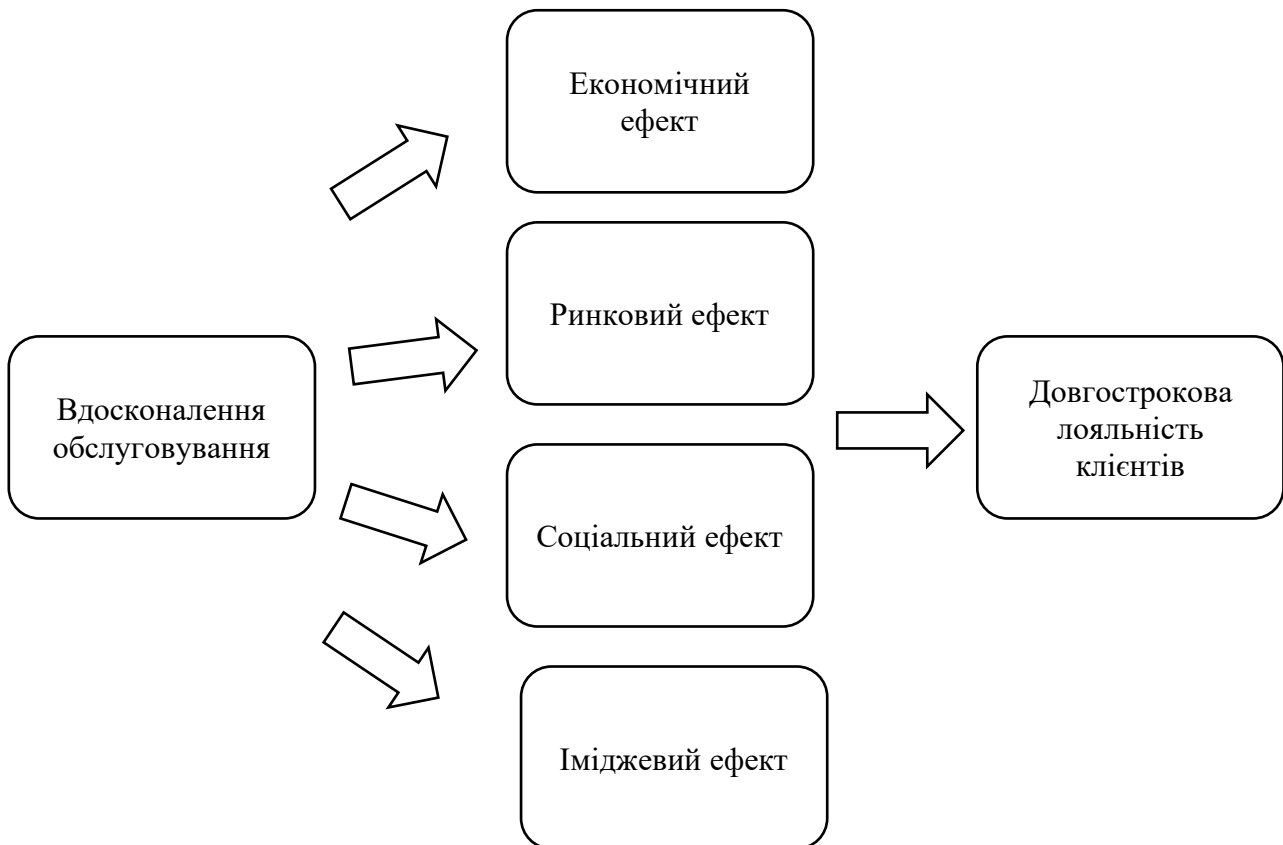 Вдосконалення
обслуговування
Економічний
ефект
Ринковий ефект
Соціальний ефект
Іміджевий ефект
Довгострокова
лояльність
клієнтів